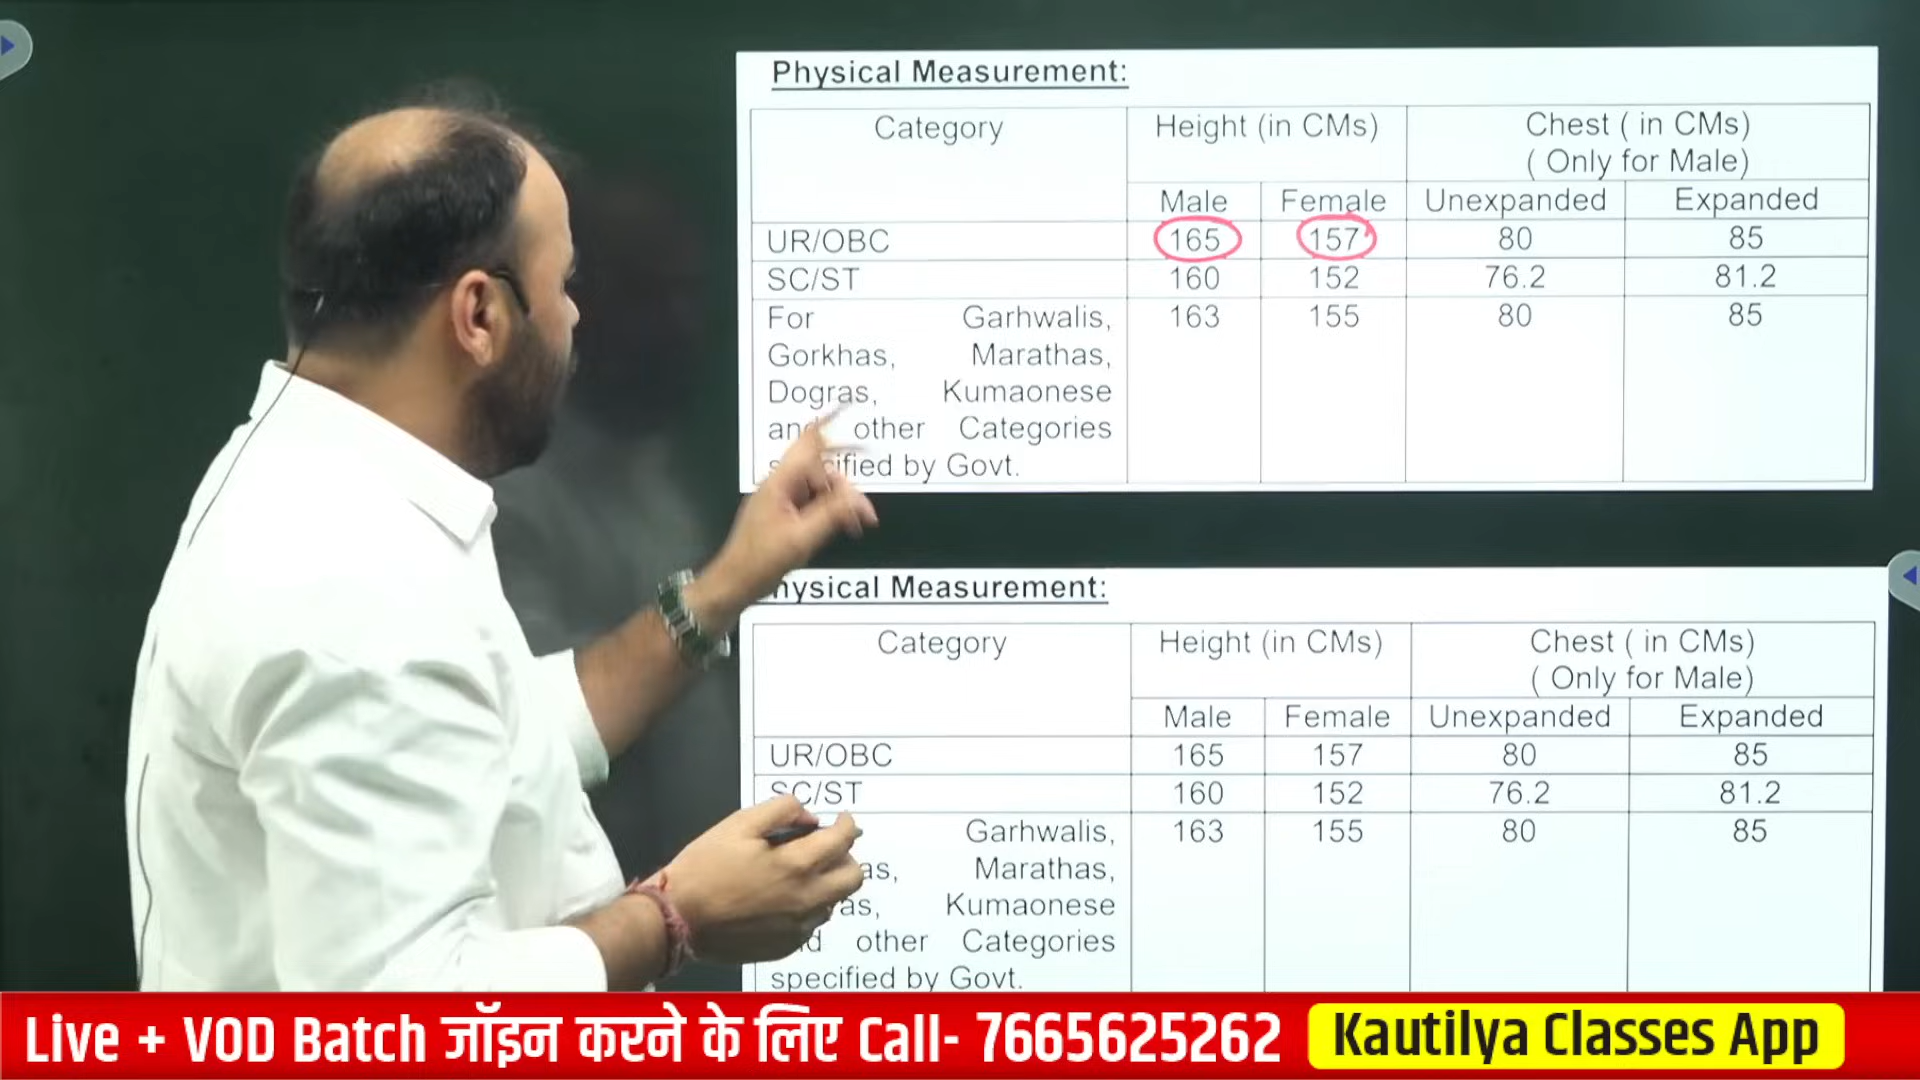 Physical Measurement:
Category Height (in CMs) Chest ( in CMs)
( Only for Male)
Male Female Unexpanded Expanded
UR/OBC 165 157 80 85
SC/ST 160 152 76.2 81.2
For Garhwalis, 163 155 80 85
Gorkhas, Marathas,
Dogras, Kumaonese
other Categories
by Govt.
Measurement:
Category Height (in CMs) Chest ( in CMs)
( Only for Male)
Male Female Unexpanded Expanded
UR/OBC 165 157 80 85
SC/ST 160 152 76.2 81.2
Garhwalis, 163 155 80 85
Marathas,
Kumaonese
other Categories
specified by Govt.
Live + VOD Batch जॉइन करने के लिए Call- 7665625262 Kautilya Classes App